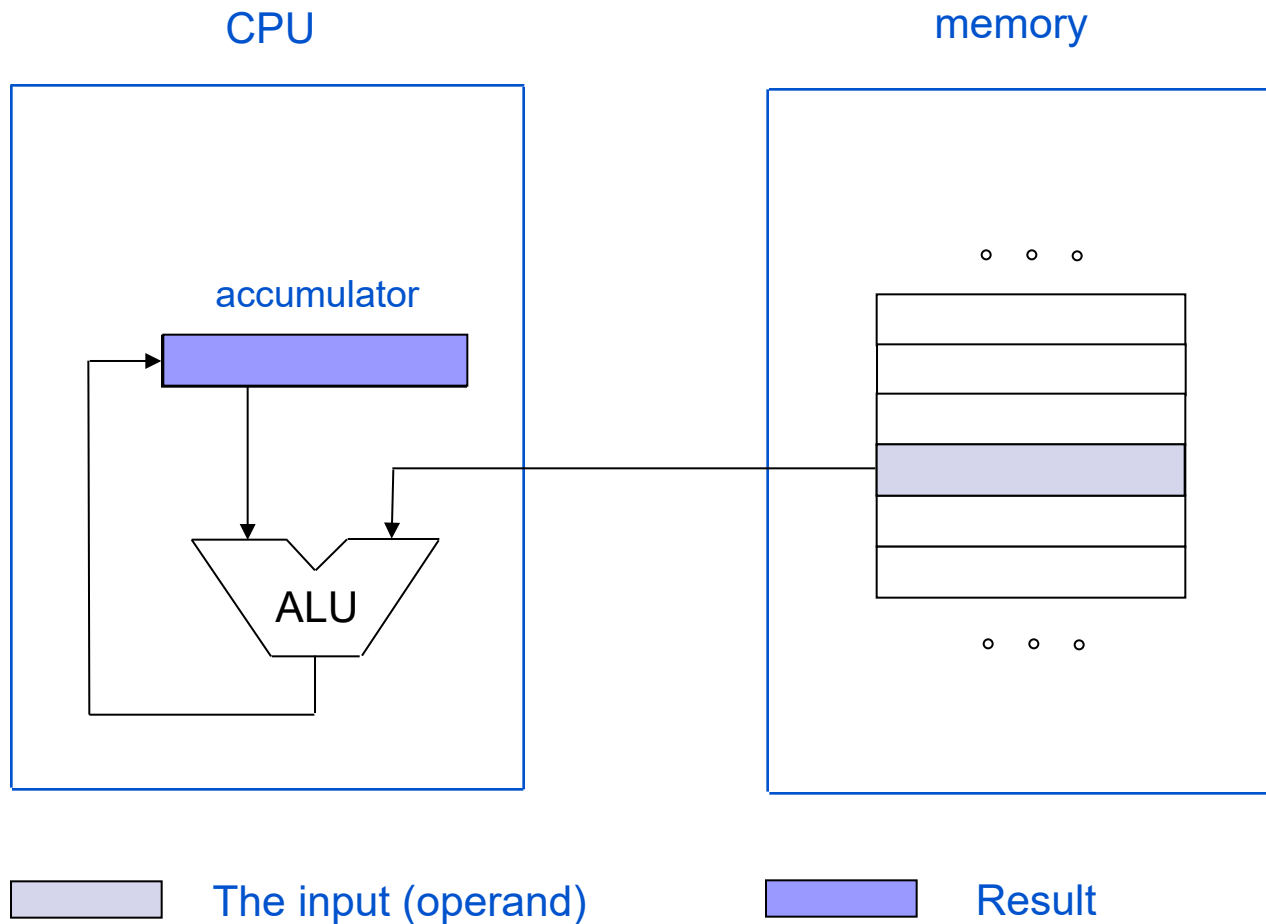 CPU
memory
accumulator
ALU
The input (operand)
Result